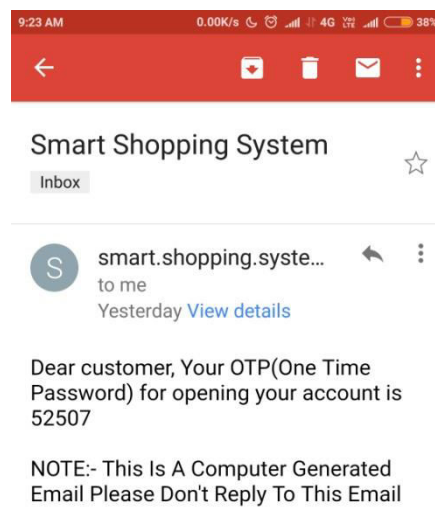 9:23 AM 0.00K/s 4G VoLTE 38%
Smart Shopping System
Inbox
S
smart.shopping.syste...
to me
Yesterday View details
Dear customer, Your OTP(One Time
Password) for opening your account is
52507
NOTE:- This Is A Computer Generated
Email Please Don't Reply To This Email